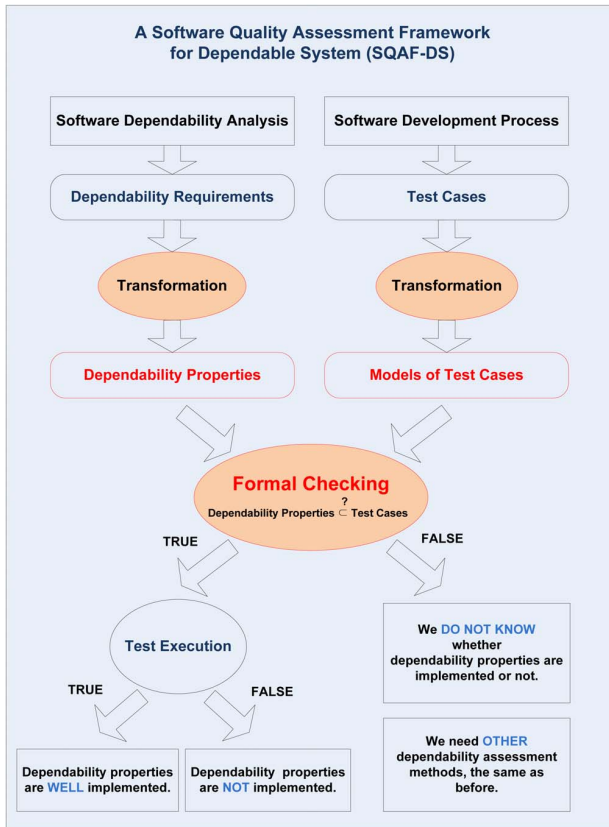 A Software Quality Assessment Framework
for Dependable System (SQAF-DS)
Software Dependability Analysis
Software Development Process
Dependability Requirements
Test Cases
Transformation
Transformation
Dependability Properties
Models of Test Cases
Formal Checking
?
Dependability Properties ⊂ Test Cases
TRUE
FALSE
Test Execution
We DO NOT KNOW
whether
dependability properties are
implemented or not.
TRUE
FALSE
Dependability properties
are WELL implemented.
Dependability properties
are NOT implemented.
We need OTHER
dependability assessment
methods, the same as
before.